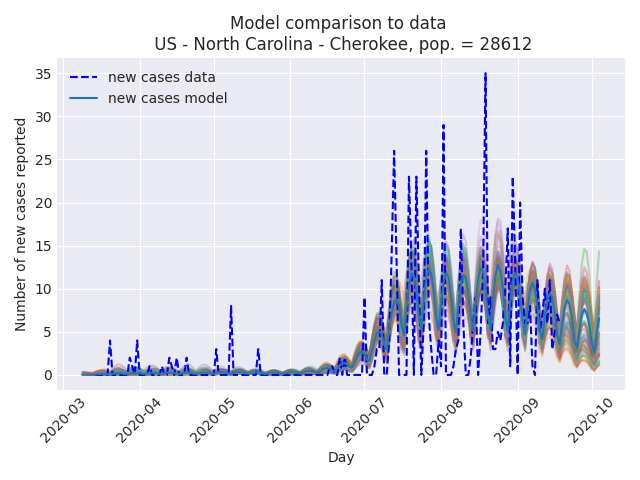 Model comparison to data
US - North Carolina - Cherokee, pop. = 28612
new cases data
new cases model
Number of new cases reported
35
30
25
20
15
10
5
0
2020-03
2020-04
2020-05
2020-06
2020-07
2020-08
2020-09
2020-10
Day